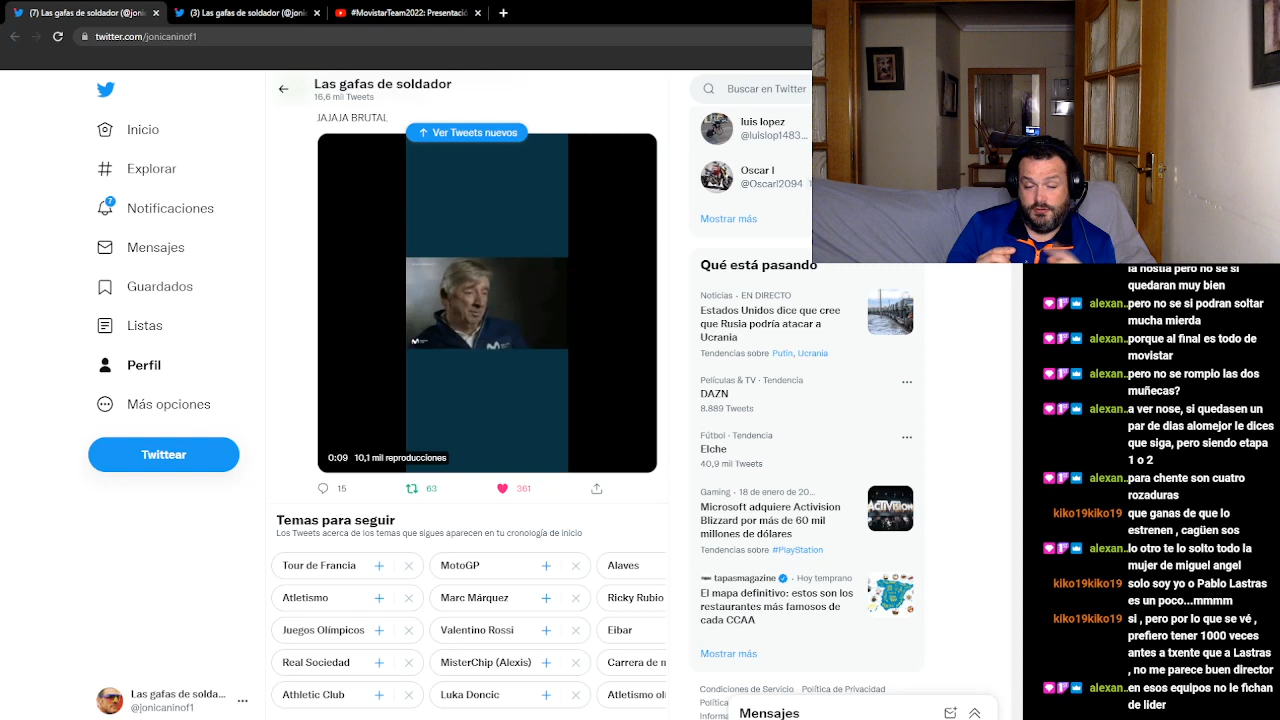 (7) Las gafas de soldador (@joni
(3) Las gafas de soldador (@joni
#MovistarTeam2022: Presentació
twitter.com/jonicaninof1
Las gafas de soldador
16,6 mil Tweets
JAJAJA BRUTAL
Ver Tweets nuevos
7
Inicio
Explorar
Notificaciones
Mensajes
Guardados
Listas
Perfil
Más opciones
Twittear
Las gafas de solda...
@jonicaninof1
0:09 10,1 mil reproducciones
15
63
361
Temas para seguir
Los Tweets acerca de los temas que sigues aparecen en tu cronología de inicio
Tour de Francia
MotoGP
Alaves
Atletismo
Marc Márquez
Ricky Rubio
Juegos Olímpicos
Valentino Rossi
Eibar
Real Sociedad
MisterChip (Alexis)
Carrera de m
Athletic Club
Luka Doncic
Atletismo olí
Buscar en Twitter
luis lopez
@luislop1483...
Oscar I
@Oscarl2094
Mostrar más
Qué está pasando
Noticias · EN DIRECTO
Estados Unidos dice que cree
que Rusia podría atacar a
Ucrania
Tendencias sobre Putin, Ucrania
Películas & TV · Tendencia
DAZN
8.889 Tweets
Fútbol · Tendencia
Elche
40,9 mil Tweets
Gaming · 18 de enero de 20...
Microsoft adquiere Activision
Blizzard por más de 60 mil
millones de dólares
ACTIVISION
Tendencias sobre #PlayStation
tapasmagazine · Hoy temprano
El mapa definitivo: estos son los
restaurantes más famosos de
cada CCAA
Mostrar más
Condiciones de Servicio Política de Privacidad
Política
Informa
Mensajes
la hostia pero no se si
quedaran muy bien
alexan..pero no se si podran soltar
mucha mierda
alexan..porque al final es todo de
movistar
alexan..pero no se rompio las dos
muñecas?
alexan..a ver nose, si quedasen un
par de dias alomejor le dices
que siga, pero siendo etapa
1 o 2
alexan..para chente son cuatro
rozaduras
kiko19kiko19 que ganas de que lo
estrenen , cagüen sos
alexan..lo otro te lo solto todo la
mujer de miguel angel
kiko19kiko19 solo soy yo o Pablo Lastras
es un poco...mmmm
kiko19kiko19 si , pero por lo que se vé ,
prefiero tener 1000 veces
antes a txente que a Lastras
, no me parece buen director
alexan..en esos equipos no le fichan
de lider